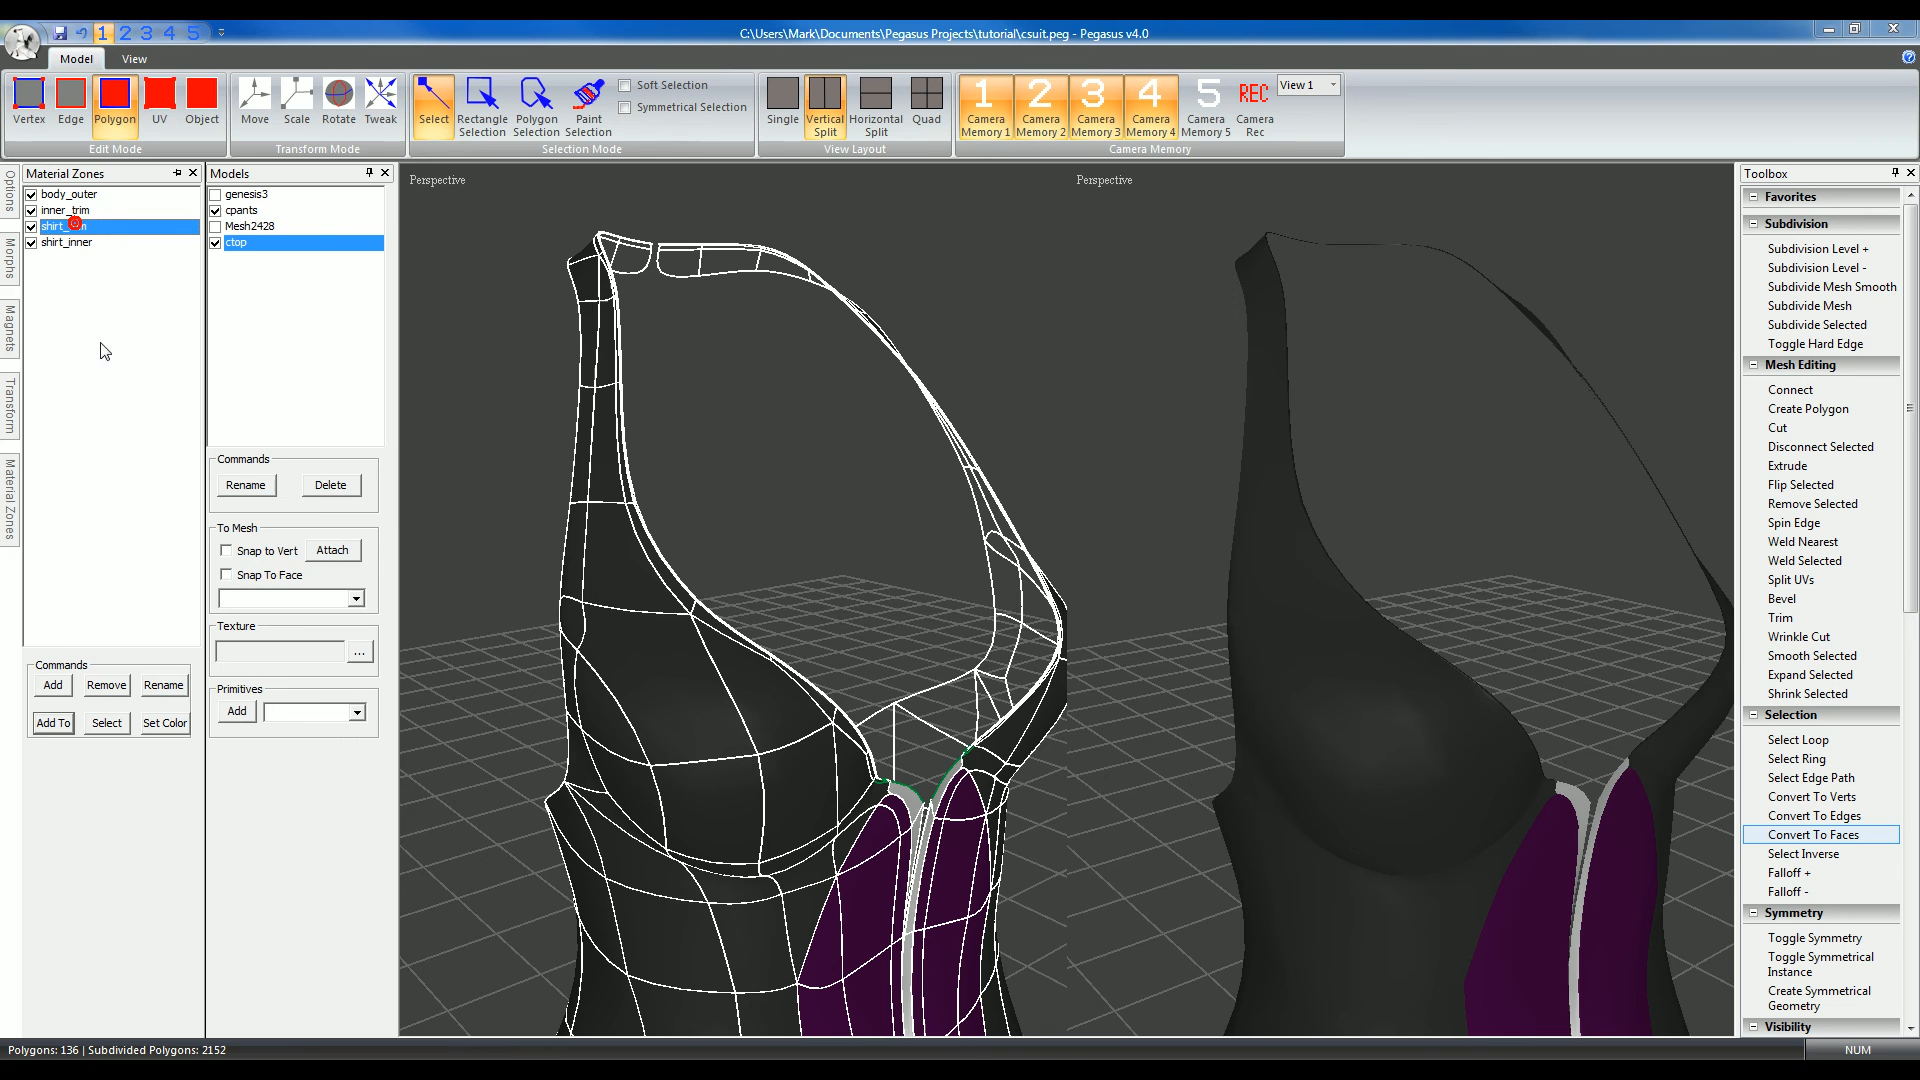 1 2 3 4 5
C:\Users\Mark\Documents\Pegasus Projects\tutorial\csuit.peg - Pegasus v4.0
Model View
Vertex Edge Polygon UV Object
Edit Mode
Move Scale Rotate Tweak
Transform Mode
Select Rectangle Selection Polygon Selection Paint Selection
Soft Selection
Symmetrical Selection
Selection Mode
Single Vertical Split Horizontal Split Quad
View Layout
1 2 3 4 5 REC View 1
Camera Memory 1 Camera Memory 2 Camera Memory 3 Camera Memory 4 Camera Memory 5 Camera Rec
Camera Memory
Options
Morphs
Magnets
Transform
Material Zones
Material Zones
body_outer
inner_trim
shirt_inner
Commands
Add Remove Rename
Add To Select Set Color
Models
genesis3
cpants
Mesh2428
ctop
Commands
Rename Delete
To Mesh
Snap to Vert Attach
Snap To Face
Texture
...
Primitives
Add
Perspective
Perspective
Toolbox
Favorites
Subdivision
Subdivision Level +
Subdivision Level -
Subdivide Mesh Smooth
Subdivide Mesh
Subdivide Selected
Toggle Hard Edge
Mesh Editing
Connect
Create Polygon
Cut
Disconnect Selected
Extrude
Flip Selected
Remove Selected
Spin Edge
Weld Nearest
Weld Selected
Split UVs
Bevel
Trim
Wrinkle Cut
Smooth Selected
Expand Selected
Shrink Selected
Selection
Select Loop
Select Ring
Select Edge Path
Convert To Verts
Convert To Edges
Convert To Faces
Select Inverse
Falloff +
Falloff -
Symmetry
Toggle Symmetry
Toggle Symmetrical
Instance
Create Symmetrical
Geometry
Visibility
Polygons: 136 | Subdivided Polygons: 2152
NUM